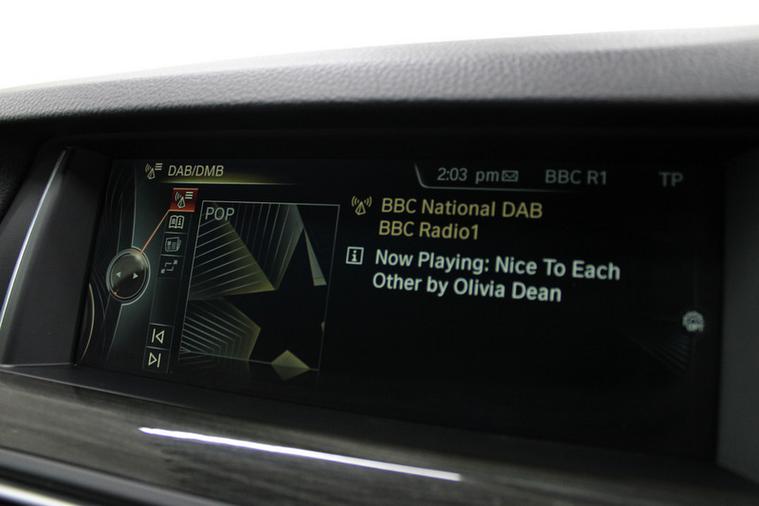 DAB/DMB
2:03 pm
BBC R1
TP
POP
BBC National DAB
BBC Radio1
Now Playing: Nice To Each
Other by Olivia Dean